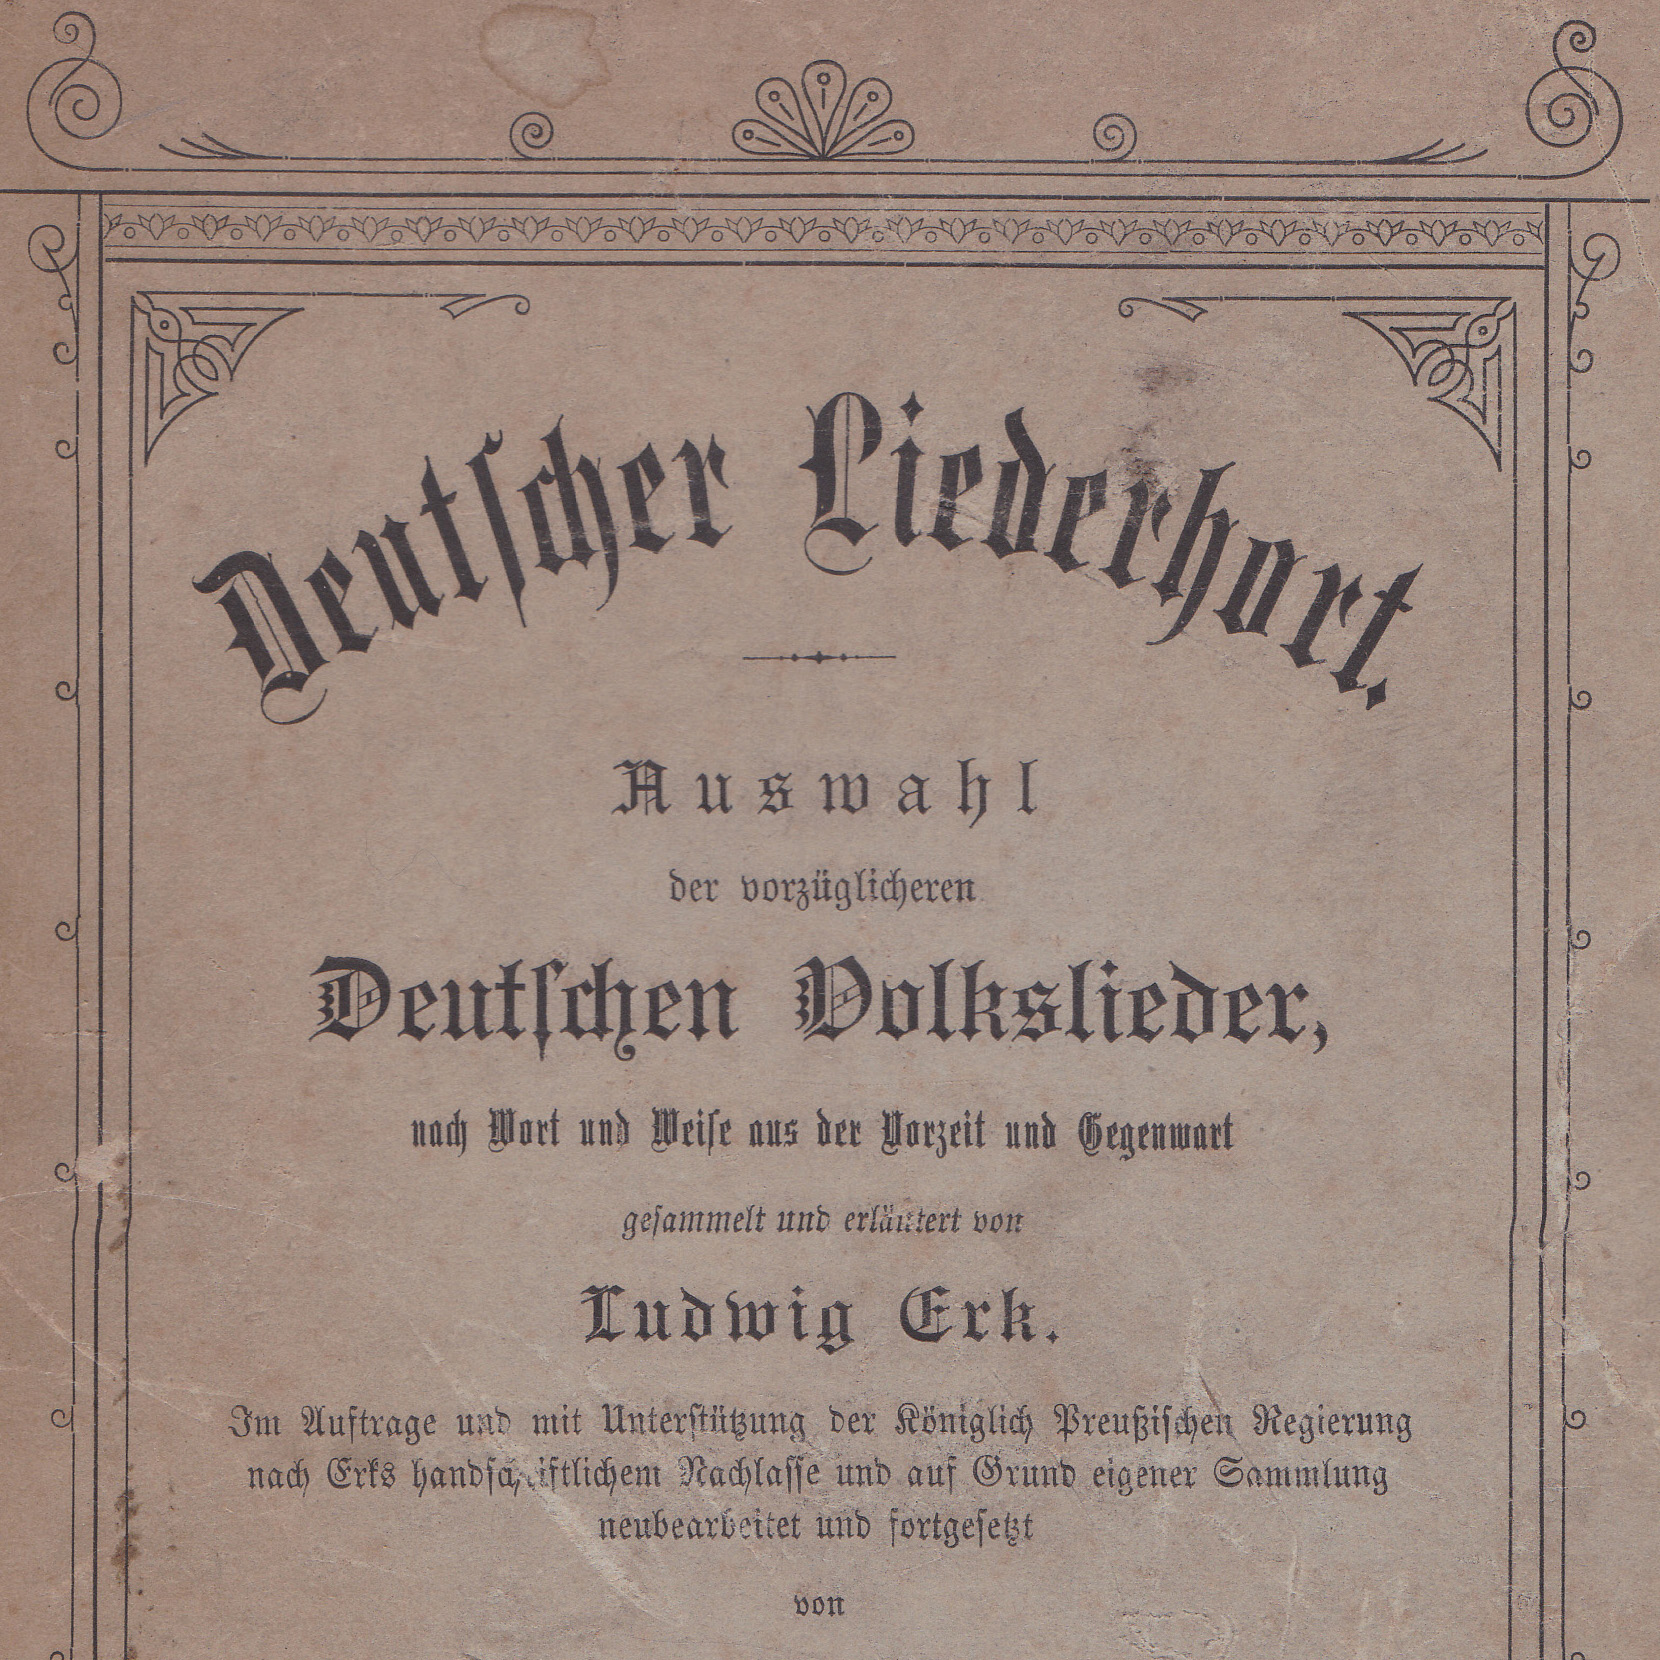 Deutſcher Liederhort.
Auswahl
der vorzüglicheren
Deutſchen Volkslieder,
nach Wort und Weiſe aus der Vorzeit und Gegenwart
geſammelt und erläutert von
Ludwig Erk.
Im Auftrage und mit Unterſtützung der Königlich Preußiſchen Regierung
nach Erks handſchriftlichem Nachlaſſe und auf Grund eigener Sammlung
neubearbeitet und fortgeſetzt
von